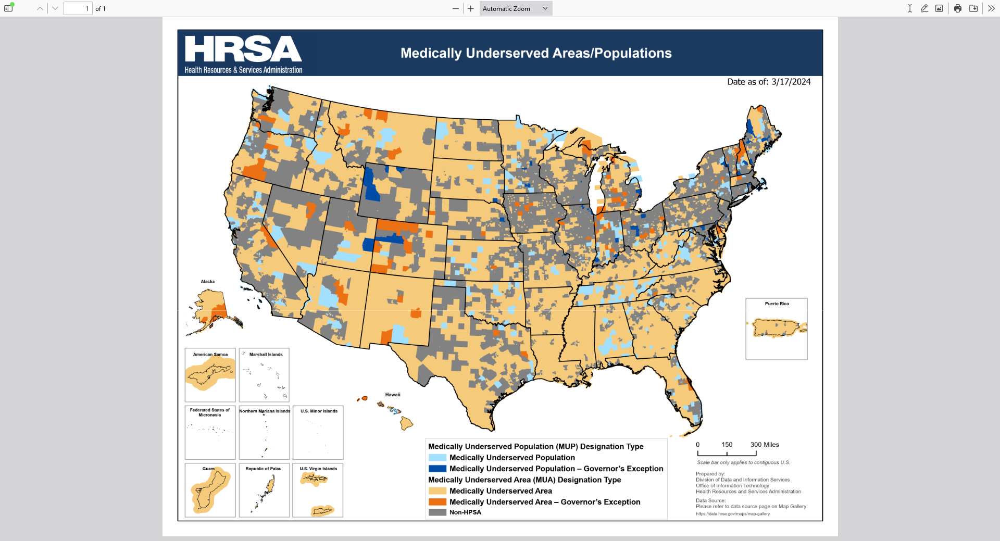 1 of 1
Automatic Zoom
HRSA
Health Resources & Services Administration
Medically Underserved Areas/Populations
Date as of: 3/17/2024
Alaska
Puerto Rico
American Samoa
Marshall Islands
Hawaii
Federated States of
Micronesia
Northern Mariana Islands
U.S. Minor Islands
Guam
Republic of Palau
U.S. Virgin Islands
Medically Underserved Population (MUP) Designation Type
Medically Underserved Population
Medically Underserved Population – Governor's Exception
Medically Underserved Area (MUA) Designation Type
Medically Underserved Area
Medically Underserved Area – Governor's Exception
Non-HPSA
0 150 300 Miles
Scale bar only applies to contiguous U.S.
Prepared by:
Division of Data and Information Services
Office of Information Technology
Health Resources and Services Administration
Data Source:
Please refer to data source page on Map Gallery
https://data.hrsa.gov/maps/map-gallery